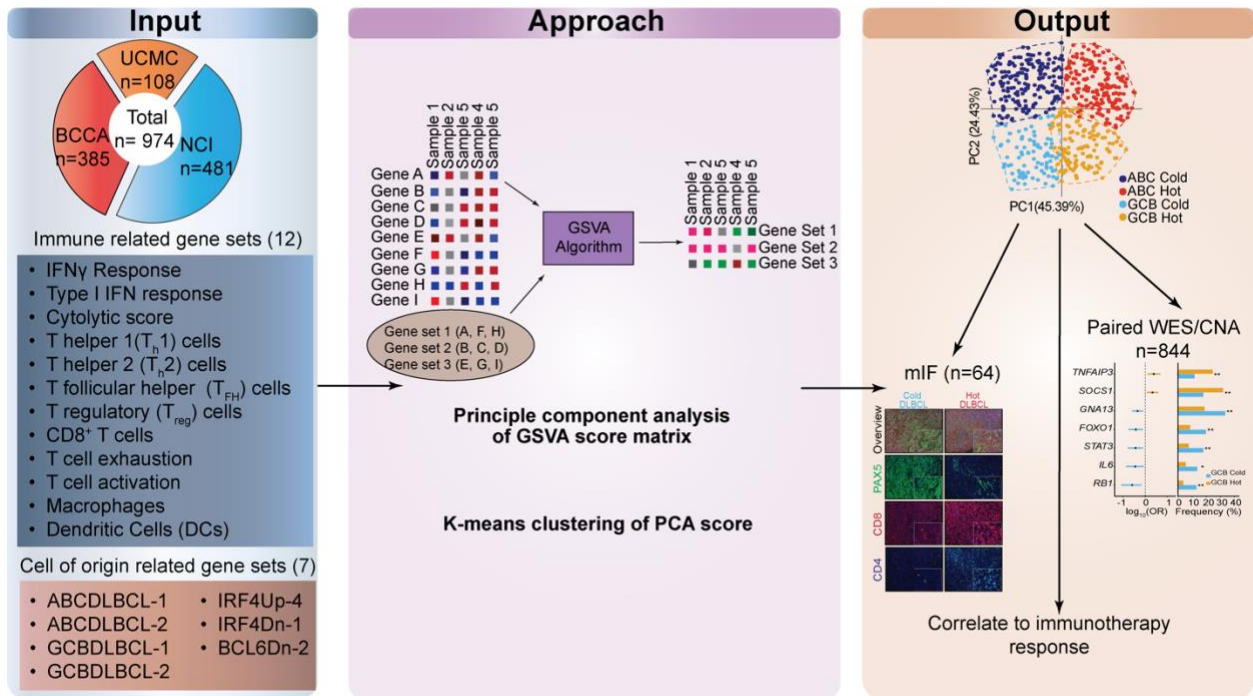 Input
UCMC
n=108
Total
n= 974
BCCA
n=385
NCI
n=481
Immune related gene sets (12)
• IFNγ Response
• Type I IFN response
• Cytolytic score
• T helper 1(Th1) cells
• T helper 2 (Th2) cells
• T follicular helper (TFH) cells
• T regulatory (Treg) cells
• CD8+ T cells
• T cell exhaustion
• T cell activation
• Macrophages
• Dendritic Cells (DCs)
Cell of origin related gene sets (7)
• ABCDLBCL-1
• ABCDLBCL-2
• GCBDLBCL-1
• GCBDLBCL-2
• IRF4Up-4
• IRF4Dn-1
• BCL6Dn-2
Approach
Sample 1
Sample 2
Sample 5
Sample 4
Sample 5
Gene A
Gene B
Gene C
Gene D
Gene E
Gene F
Gene G
Gene H
Gene I
Gene set 1 (A, F, H)
Gene set 2 (B, C, D)
Gene set 3 (E, G, I)
GSVA
Algorithm
Sample 1
Sample 2
Sample 5
Sample 4
Sample 5
Gene Set 1
Gene Set 2
Gene Set 3
Principle component analysis
of GSVA score matrix
K-means clustering of PCA score
Output
PC2 (24.43%)
PC1(45.39%)
ABC Cold
ABC Hot
GCB Cold
GCB Hot
mIF (n=64)
Cold
DLBCL
Hot
DLBCL
Overview
PAX5
CD8
CD4
Paired WES/CNA
n=844
TNFAIP3
**
SOCS1
**
GNA13
**
FOXO1
**
STAT3
**
IL6
*
RB1
**
GCB Cold
GCB Hot
-1 0 1
log10(OR)
0 10 20 30 40
Frequency (%)
Correlate to immunotherapy
response